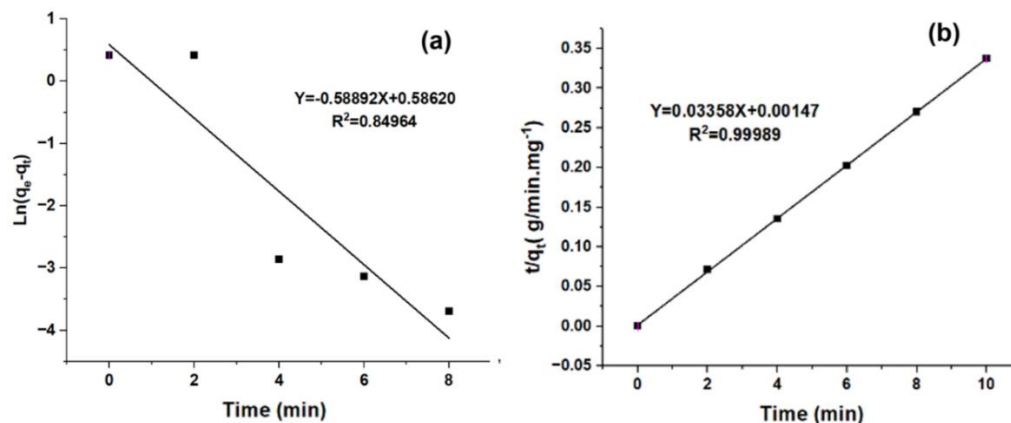 (a)
Y=-0.58892X+0.58620
R²=0.84964
Ln(qₑ-qₜ)
1
0
−1
−2
−3
−4
0 2 4 6 8
Time (min)
(b)
Y=0.03358X+0.00147
R²=0.99989
t/qₜ( g/min.mg⁻¹)
0.35
0.30
0.25
0.20
0.15
0.10
0.05
0.00
−0.05
0 2 4 6 8 10
Time (min)